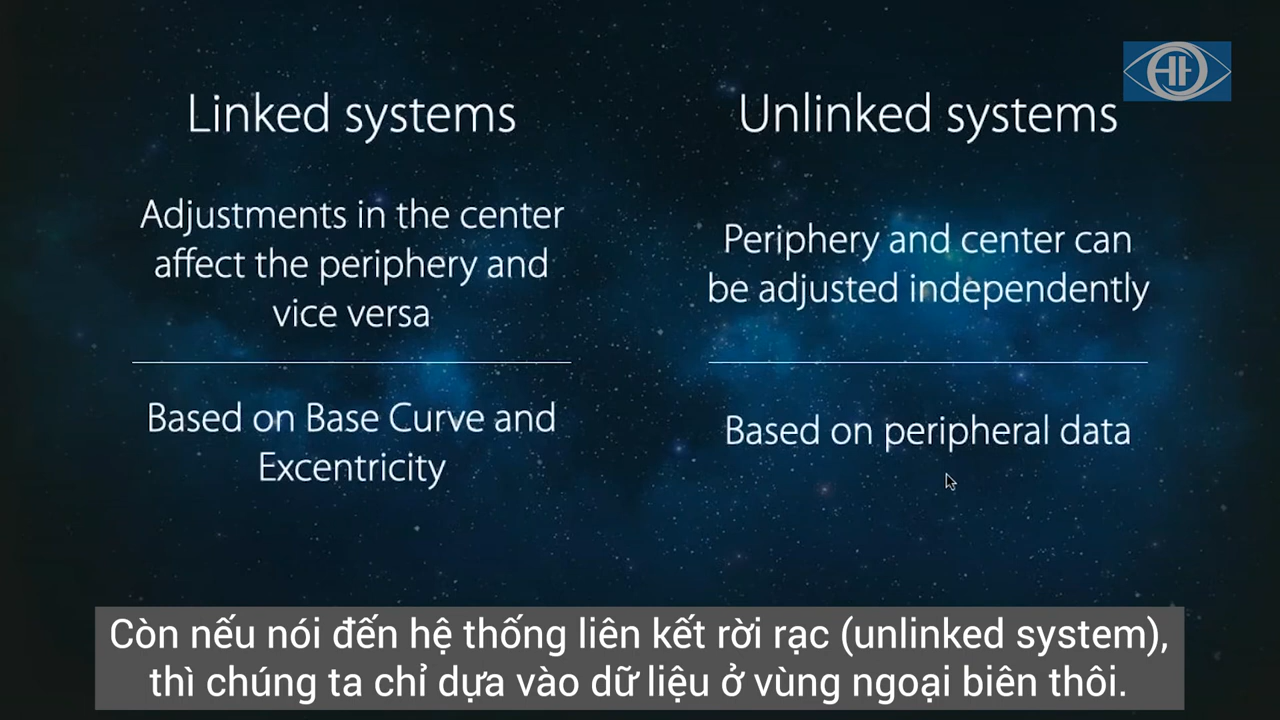 Linked systems
Adjustments in the center
affect the periphery and
vice versa
Based on Base Curve and
Excentricity
Unlinked systems
Periphery and center can
be adjusted independently
Based on peripheral data
Còn nếu nói đến hệ thống liên kết rời rạc (unlinked system),
thì chúng ta chỉ dựa vào dữ liệu ở vùng ngoại biên thôi.